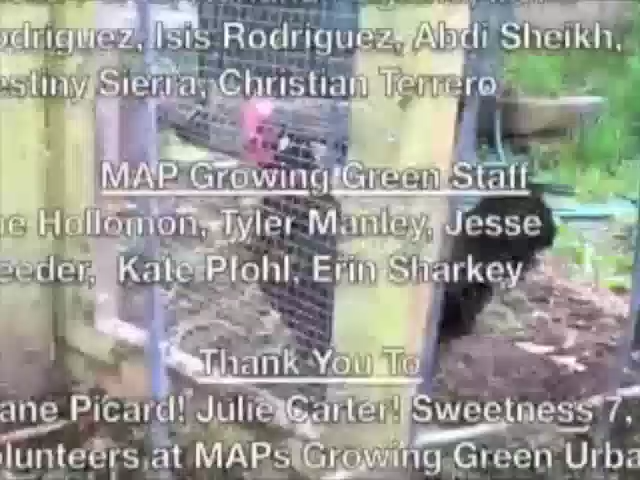 odriguez, Isis Rodriguez, Abdi Sheikh,
estiny Sierra, Christian Terrero
MAP Growing Green Staff
e Hollomon, Tyler Manley, Jesse
eeder, Kate Pfohl, Erin Sharkey
Thank You To
ane Picard! Julie Carter! Sweetness 7,
olunteers at MAPs Growing Green Urba